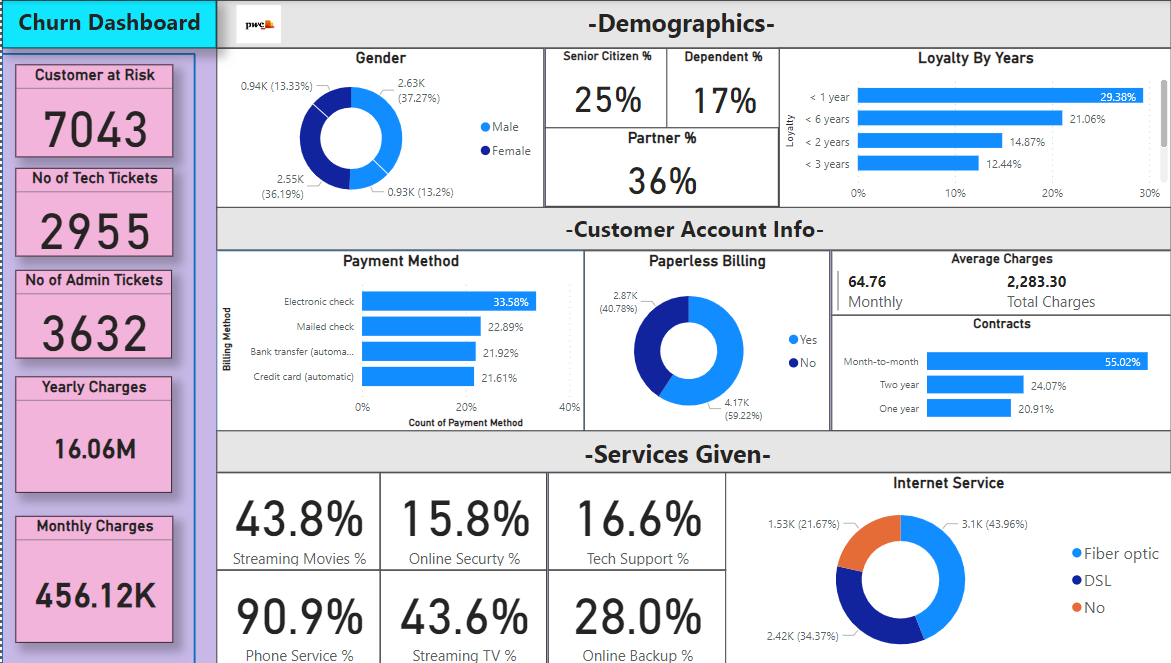 Churn Dashboard
Customer at Risk
7043
No of Tech Tickets
2955
No of Admin Tickets
3632
Yearly Charges
16.06M
Monthly Charges
456.12K
pwc
-Demographics-
Gender
0.94K (13.33%)
2.63K
(37.27%)
2.55K
(36.19%)
0.93K (13.2%)
Male
Female
Senior Citizen %
25%
Dependent %
17%
Partner %
36%
Loyalty By Years
Loyalty
< 1 year
29.38%
< 6 years
21.06%
< 2 years
14.87%
< 3 years
12.44%
0%
10%
20%
30%
-Customer Account Info-
Payment Method
Billing Method
Electronic check
33.58%
Mailed check
22.89%
Bank transfer (automa...
21.92%
Credit card (automatic)
21.61%
0%
20%
40%
Count of Payment Method
Paperless Billing
2.87K
(40.78%)
4.17K
(59.22%)
Yes
No
Average Charges
64.76
Monthly
2,283.30
Total Charges
Contracts
Month-to-month
55.02%
Two year
24.07%
One year
20.91%
-Services Given-
43.8%
Streaming Movies %
15.8%
Online Securty %
16.6%
Tech Support %
90.9%
Phone Service %
43.6%
Streaming TV %
28.0%
Online Backup %
Internet Service
1.53K (21.67%)
3.1K (43.96%)
2.42K (34.37%)
Fiber optic
DSL
No